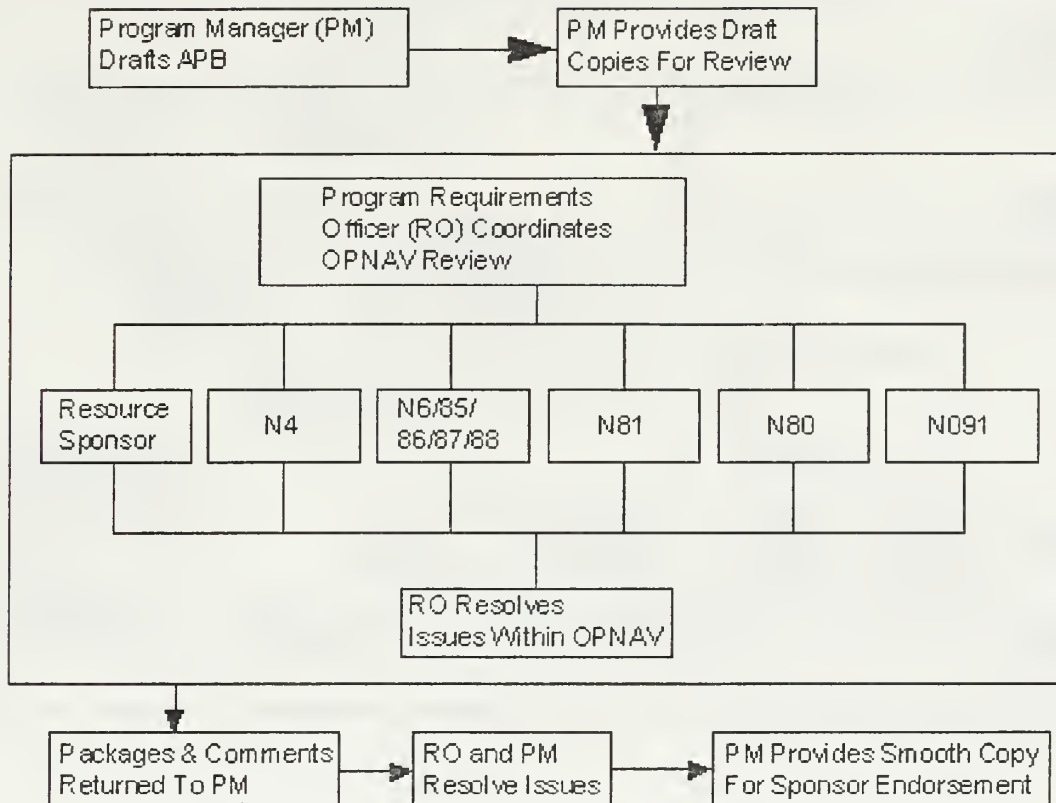 Program Manager (PM)
Drafts APB
PM Provides Draft
Copies For Review
Program Requirements
Officer (RO) Coordinates
OPNAV Review
Resource
Sponsor
N4
N6/85/
86/87/88
N81
N80
N091
RO Resolves
Issues Within OPNAV
Packages & Comments
Returned To PM
RO and PM
Resolve Issues
PM Provides Smooth Copy
For Sponsor Endorsement